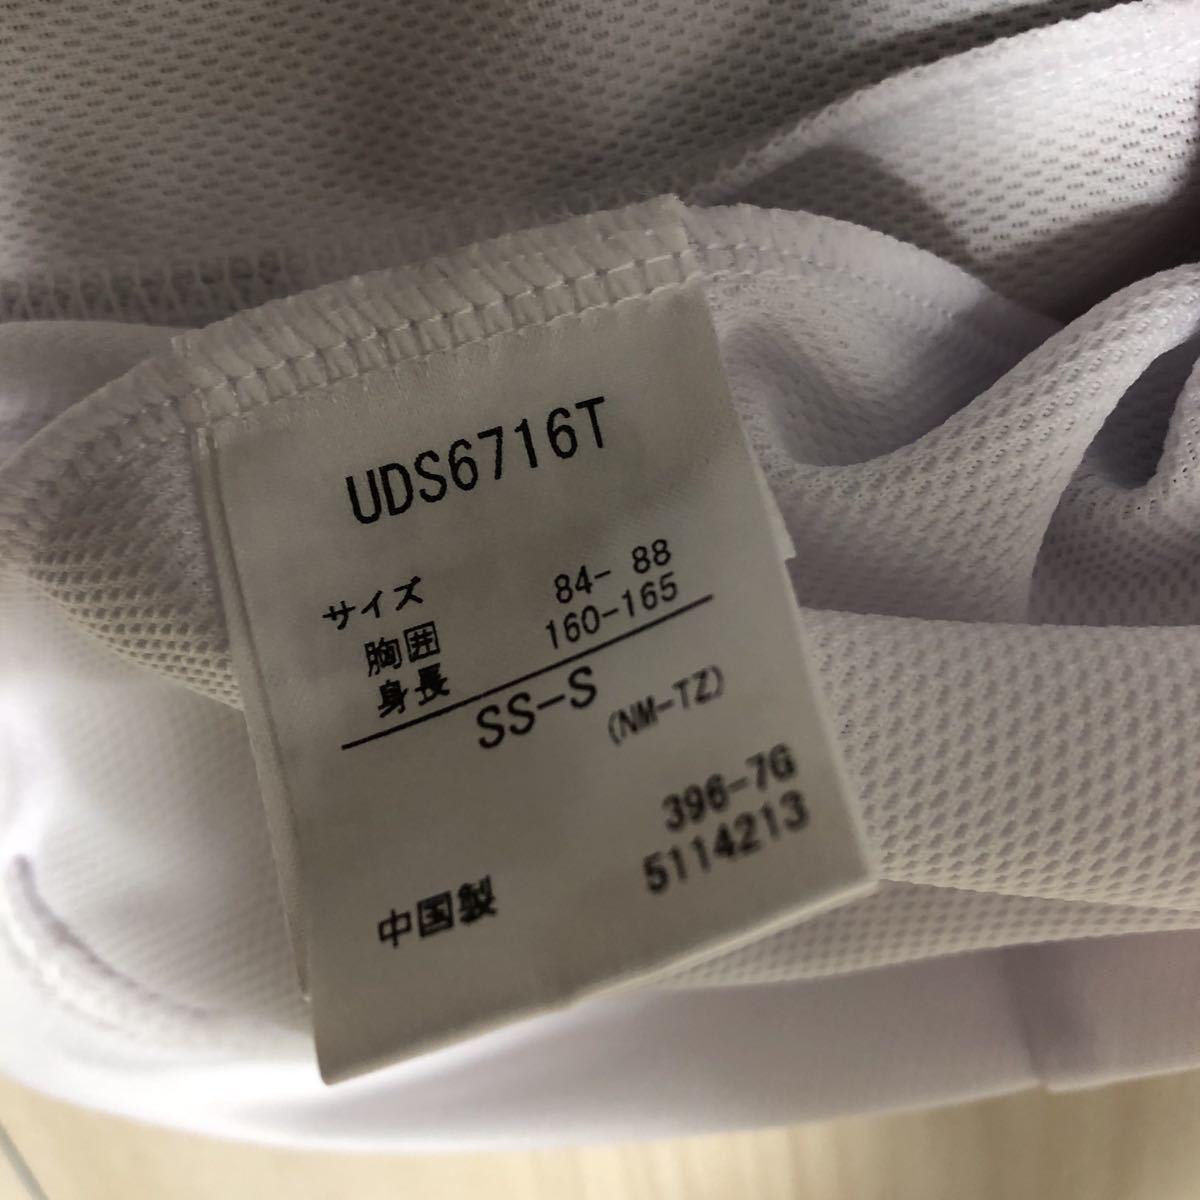 UDS6716T
サイズ
胸囲 84- 88
身長 160-165
SS-S
(NM-TZ)
396-7G
5114213
中国製